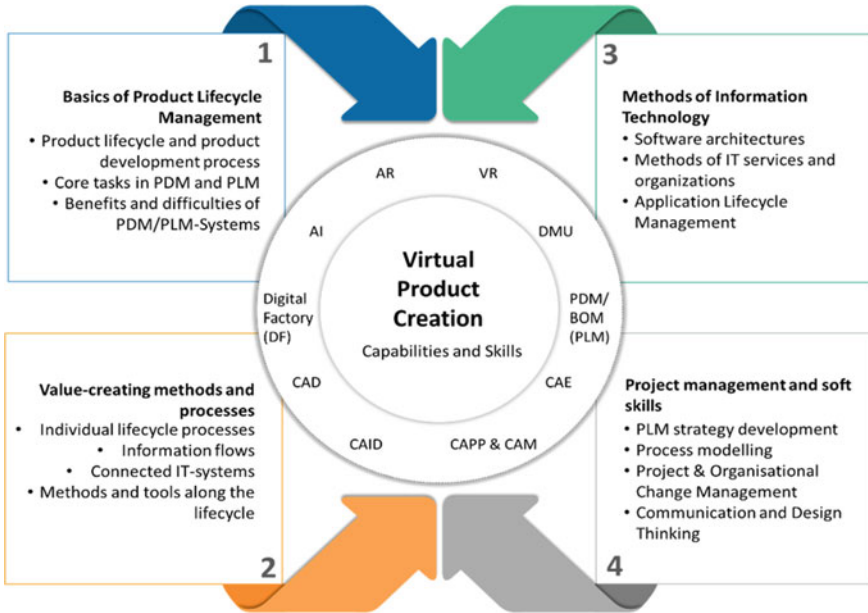 1
Basics of Product Lifecycle
Management
• Product lifecycle and product
development process
• Core tasks in PDM and PLM
• Benefits and difficulties of
PDM/PLM-Systems
3
Methods of Information
Technology
• Software architectures
• Methods of IT services and
organizations
• Application Lifecycle
Management
AR
VR
AI
DMU
Digital
Factory
(DF)
PDM/
BOM
(PLM)
CAD
CAE
CAID
CAPP & CAM
Virtual
Product
Creation
Capabilities and Skills
Value-creating methods and
processes
• Individual lifecycle processes
• Information flows
• Connected IT-systems
• Methods and tools along the
lifecycle
2
Project management and soft
skills
• PLM strategy development
• Process modelling
• Project & Organisational
Change Management
• Communication and Design
Thinking
4